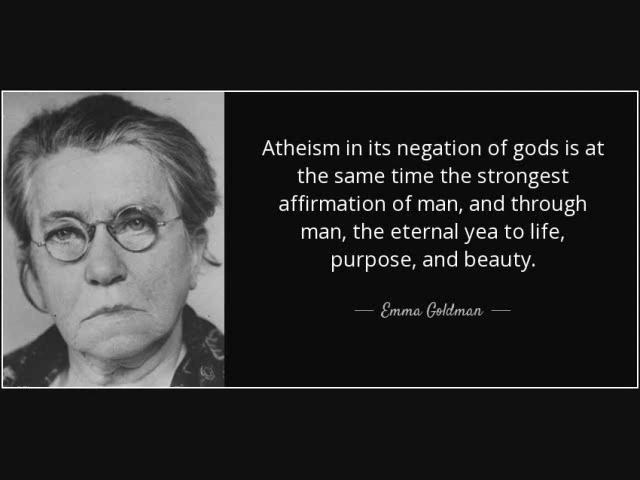 Atheism in its negation of gods is at
the same time the strongest
affirmation of man, and through
man, the eternal yea to life,
purpose, and beauty.
Emma Goldman